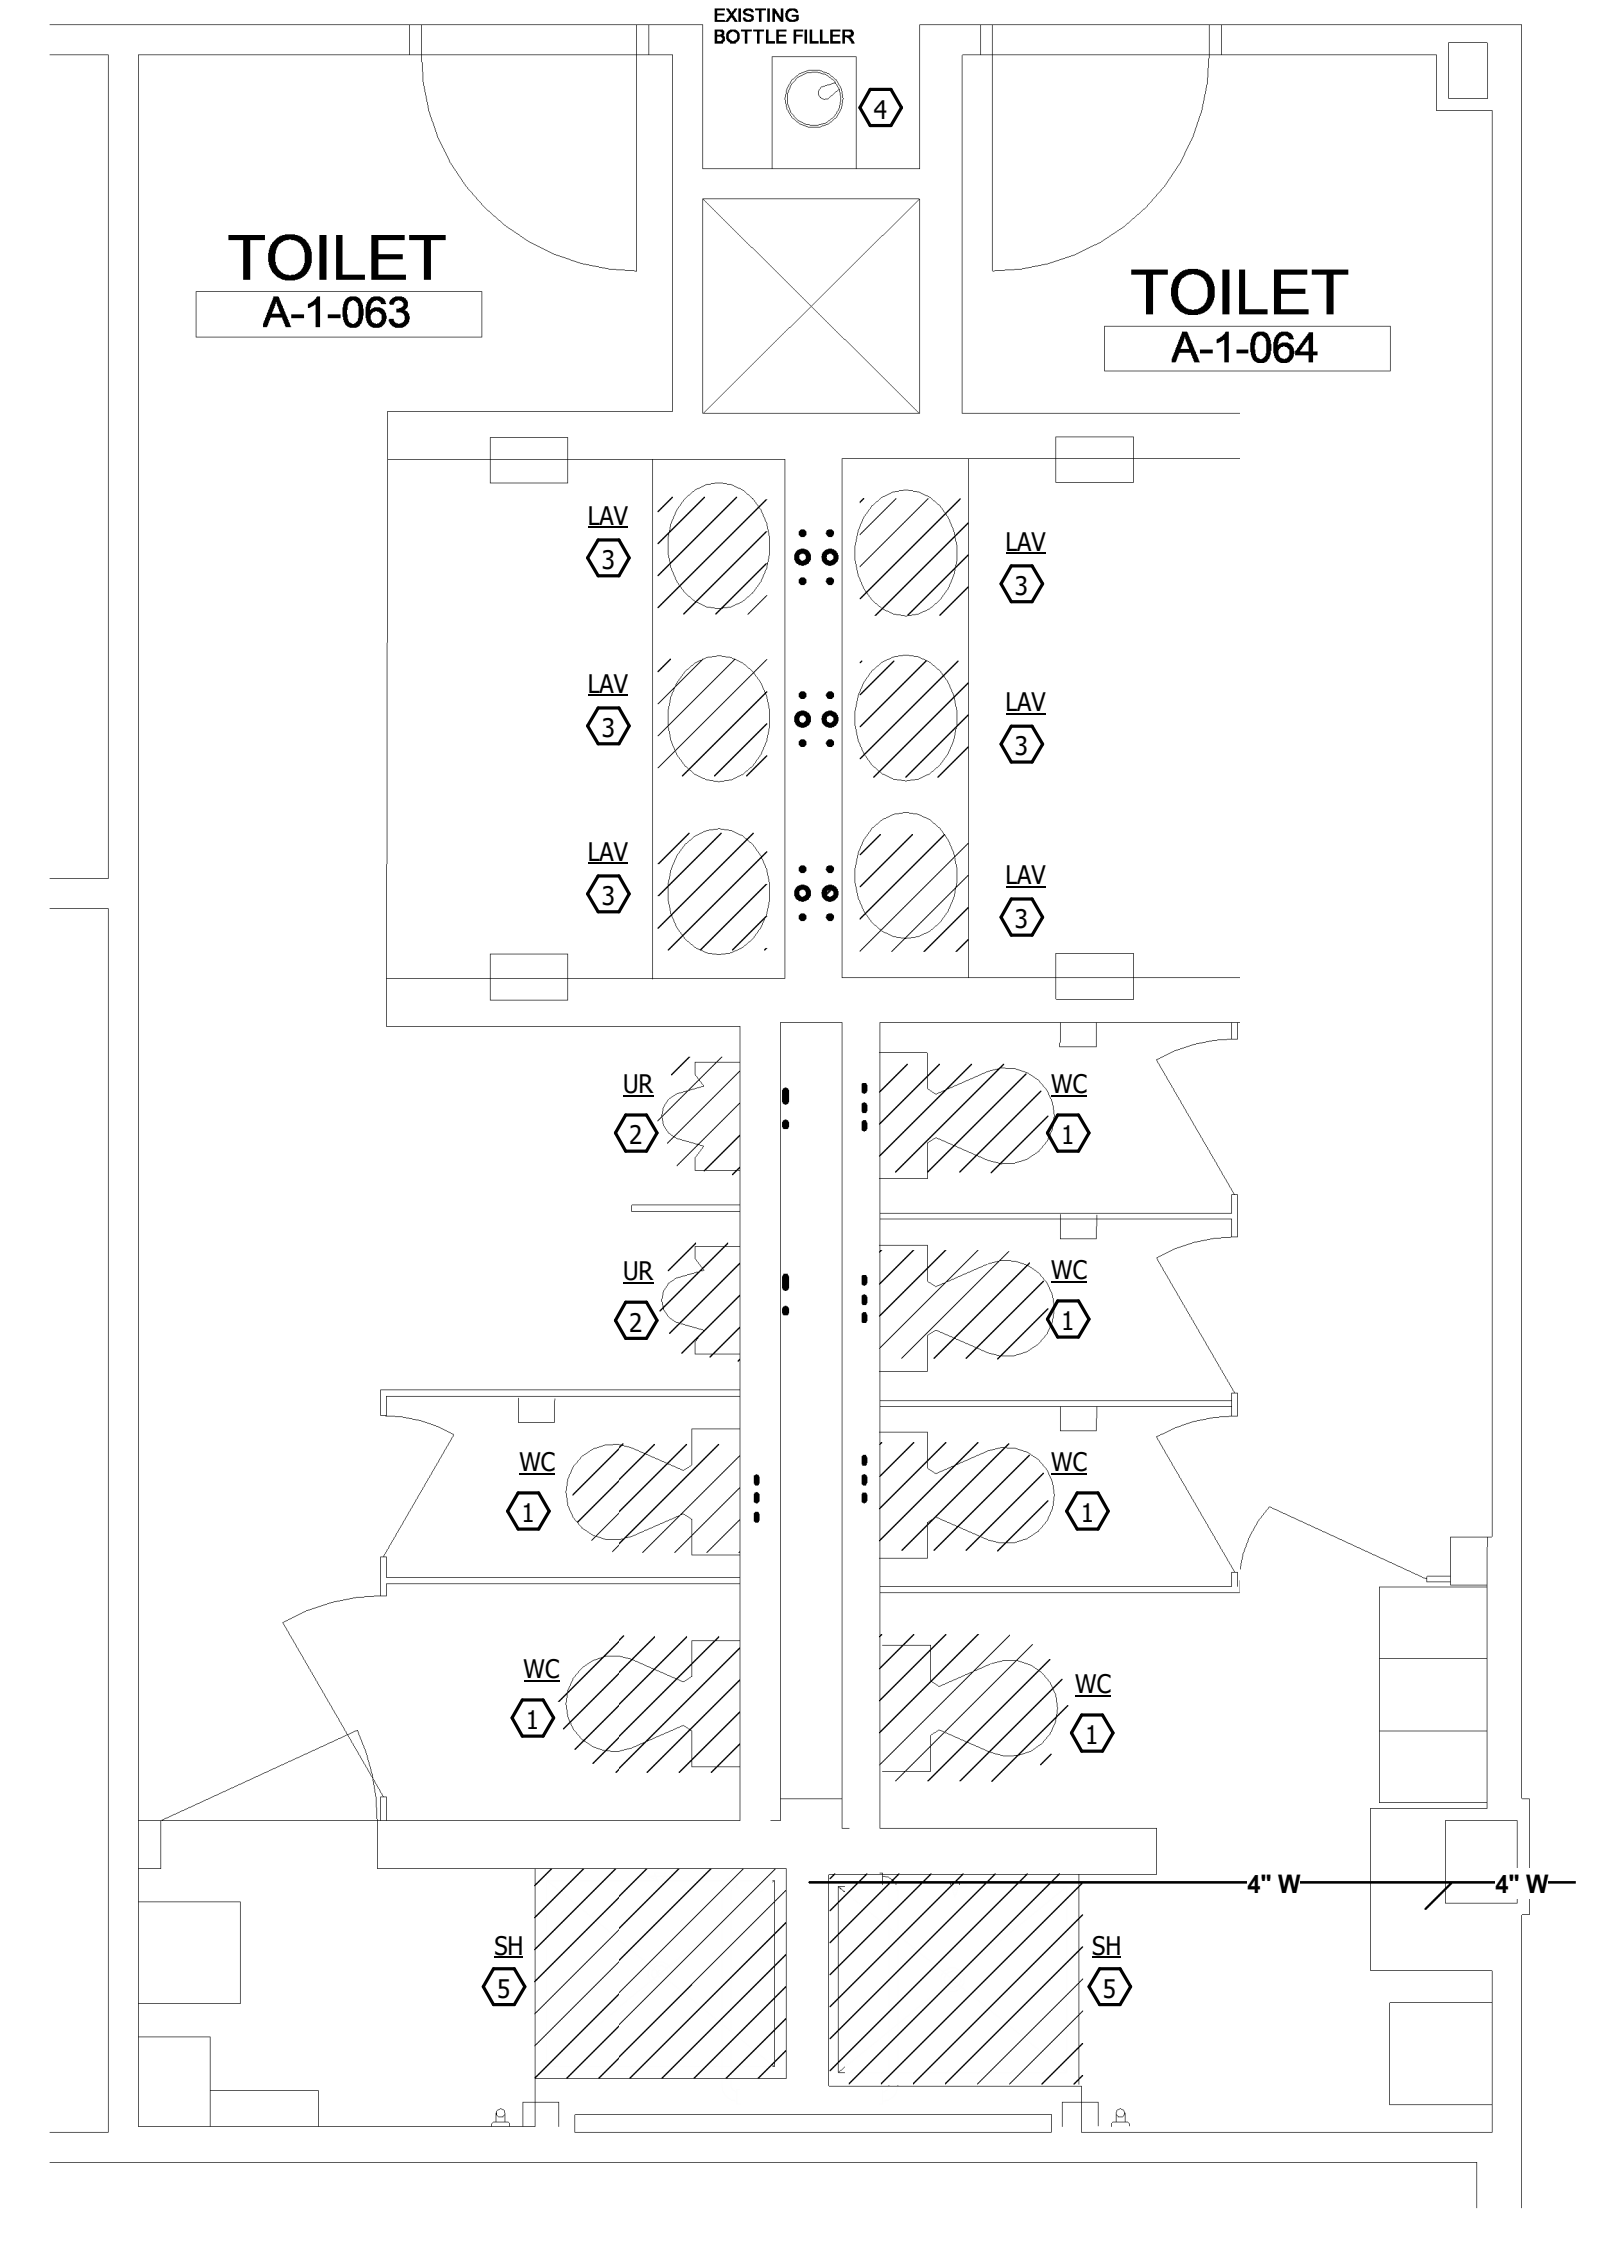 EXISTING
BOTTLE FILLER
4
TOILET
A-1-063
TOILET
A-1-064
LAV
3
LAV
3
LAV
3
LAV
3
LAV
3
LAV
3
UR
2
WC
1
UR
2
WC
1
WC
1
WC
1
WC
1
WC
1
4" W
4" W
SH
5
SH
5